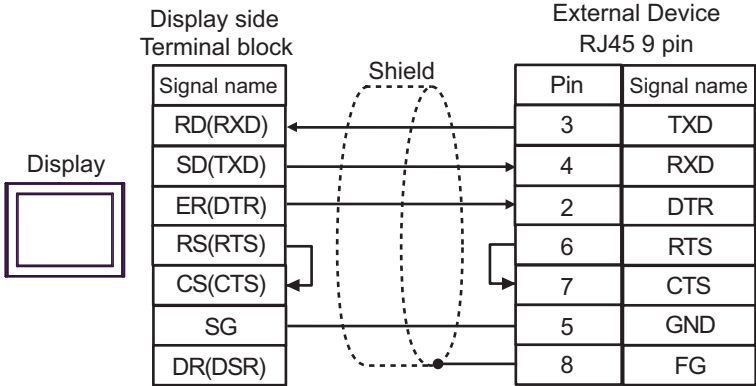 Display side
Terminal block
External Device
RJ45 9 pin
Shield
Display
Signal name
Pin
Signal name
RD(RXD)
3
TXD
SD(TXD)
4
RXD
ER(DTR)
2
DTR
RS(RTS)
6
RTS
CS(CTS)
7
CTS
SG
5
GND
DR(DSR)
8
FG